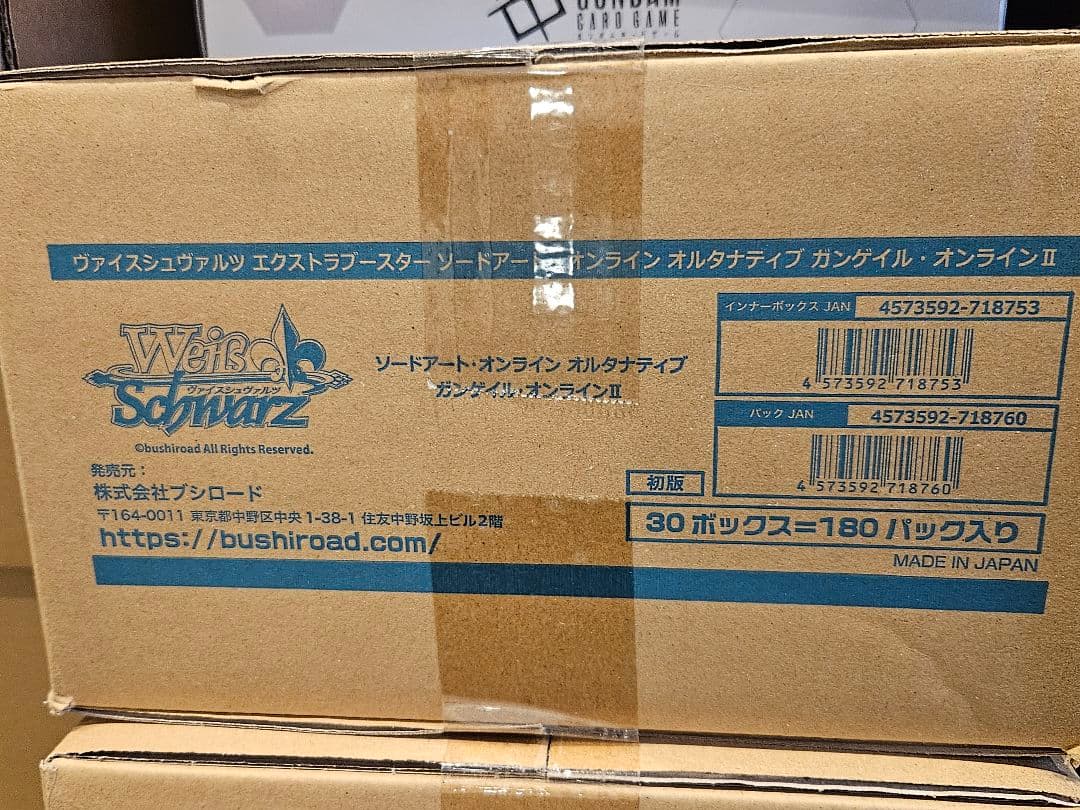 GUNDAM
CARD GAME
ヴァイスシュヴァルツ エクストラブースター ソードアート・オンライン オルタナティブ ガンゲイル・オンラインⅡ
インナーボックス JAN 4573592-718753
4 573592 718753
Weiß
ヴァイスシュヴァルツ
Schwarz
©bushiroad All Rights Reserved.
ソードアート・オンライン オルタナティブ
ガンゲイル・オンラインⅡ
パック JAN 4573592-718760
4 573592 718760
発売元：
株式会社ブシロード
〒164-0011 東京都中野区中央1-38-1 住友中野坂上ビル2階
https://bushiroad.com/
初版
30ボックス=180パック入り
MADE IN JAPAN